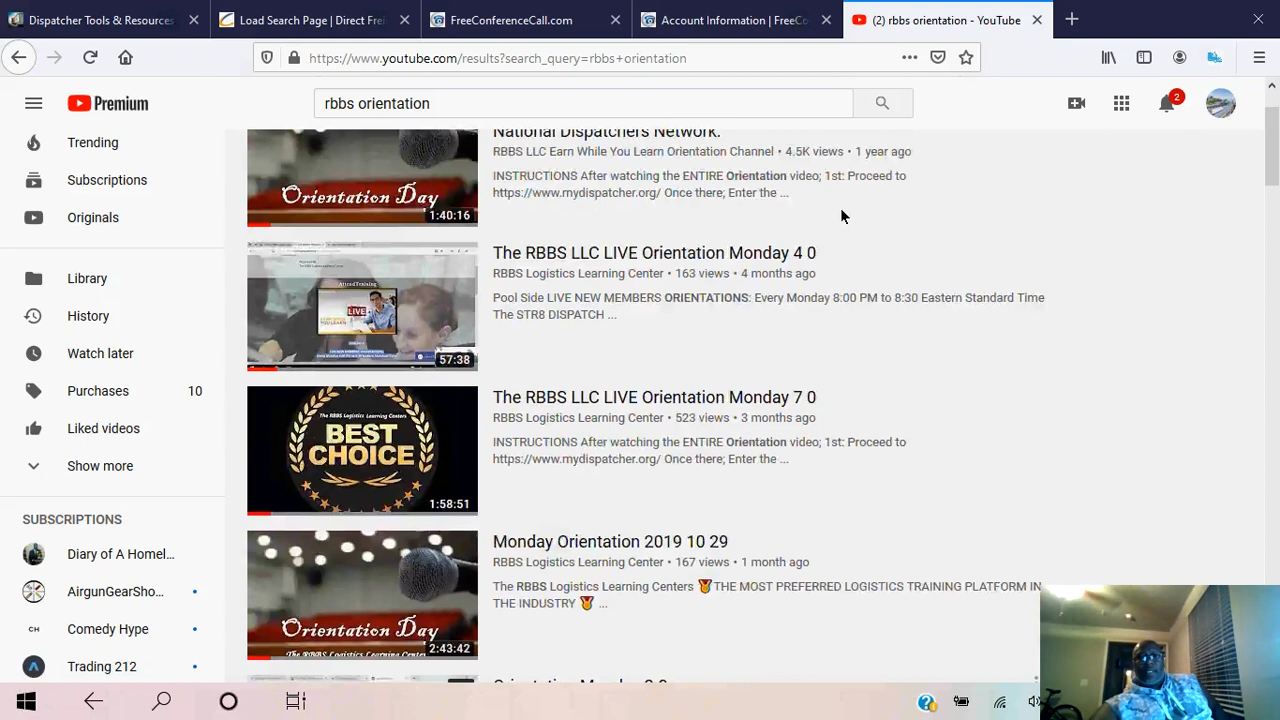 Dispatcher Tools & Resources
Load Search Page | Direct Frei
FreeConferenceCall.com
Account Information | FreeCo
(2) rbbs orientation - YouTube
https://www.youtube.com/results?search_query=rbbs+orientation
Premium
rbbs orientation
2
Trending
Subscriptions
Originals
Library
History
Watch later
Purchases 10
Liked videos
Show more
SUBSCRIPTIONS
Diary of A Homel...
AirgunGearSho...
CH Comedy Hype
Trading 212
National Dispatchers Network.
RBBS LLC Earn While You Learn Orientation Channel • 4.5K views • 1 year ago
INSTRUCTIONS After watching the ENTIRE Orientation video; 1st: Proceed to
https://www.mydispatcher.org/ Once there; Enter the ...
Orientation Day
1:40:16
The RBBS LLC LIVE Orientation Monday 4 0
RBBS Logistics Learning Center • 163 views • 4 months ago
Pool Side LIVE NEW MEMBERS ORIENTATIONS: Every Monday 8:00 PM to 8:30 Eastern Standard Time
The STR8 DISPATCH ...
Attend Training
LIVE
57:38
The RBBS LLC LIVE Orientation Monday 7 0
RBBS Logistics Learning Center • 523 views • 3 months ago
INSTRUCTIONS After watching the ENTIRE Orientation video; 1st: Proceed to
https://www.mydispatcher.org/ Once there; Enter the ...
The RBBS Logistics Learning Centers
BEST
CHOICE
1:58:51
Monday Orientation 2019 10 29
RBBS Logistics Learning Center • 167 views • 1 month ago
The RBBS Logistics Learning Centers 🏅THE MOST PREFERRED LOGISTICS TRAINING PLATFORM IN
THE INDUSTRY 🏅 ...
Orientation Day
The RBBS Logistics Learning Center
2:43:42